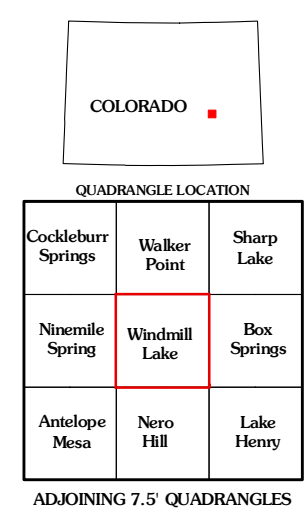 COLORADO
QUADRANGLE LOCATION
Cockleburr
Springs
Walker
Point
Sharp
Lake
Ninemile
Spring
Windmill
Lake
Box
Springs
Antelope
Mesa
Nero
Hill
Lake
Henry
ADJOINING 7.5' QUADRANGLES